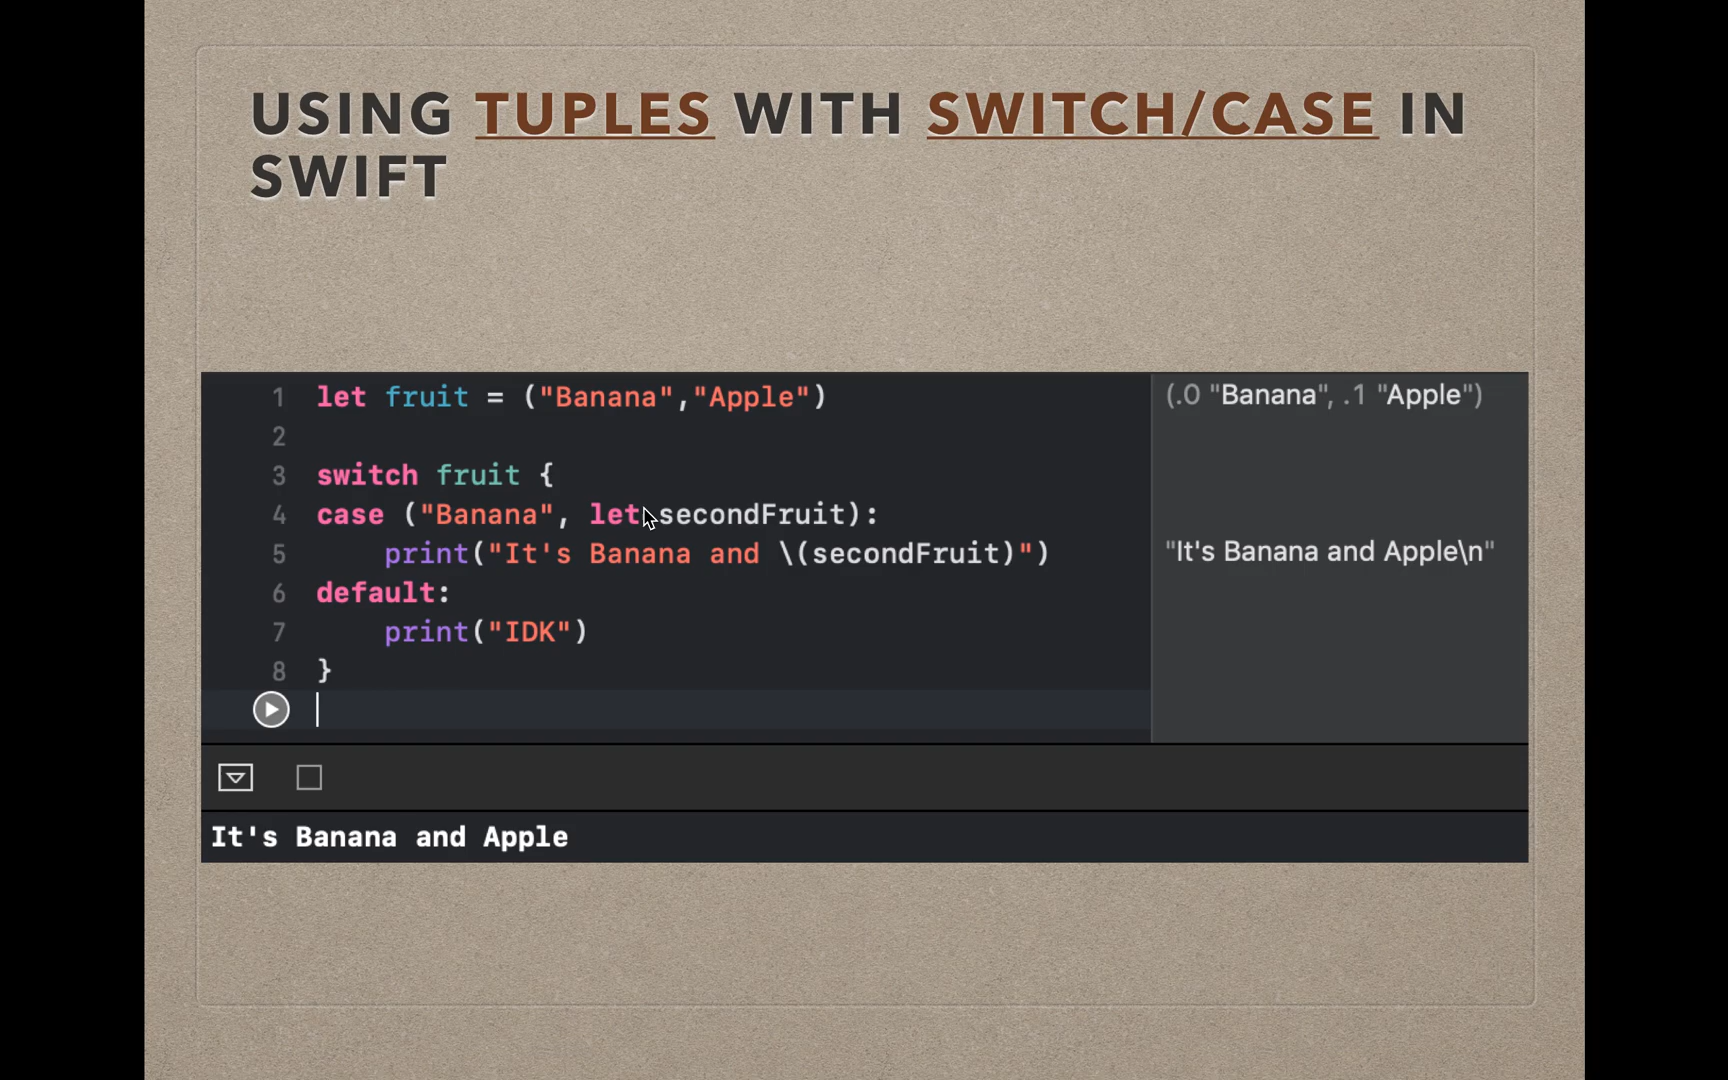 USING TUPLES WITH SWITCH/CASE IN
SWIFT
1 let fruit = ("Banana","Apple")
(.0 "Banana", .1 "Apple")
2
3 switch fruit {
4 case ("Banana", let secondFruit):
5 print("It's Banana and \(secondFruit)")
"It's Banana and Apple\n"
6 default:
7 print("IDK")
8 }
It's Banana and Apple